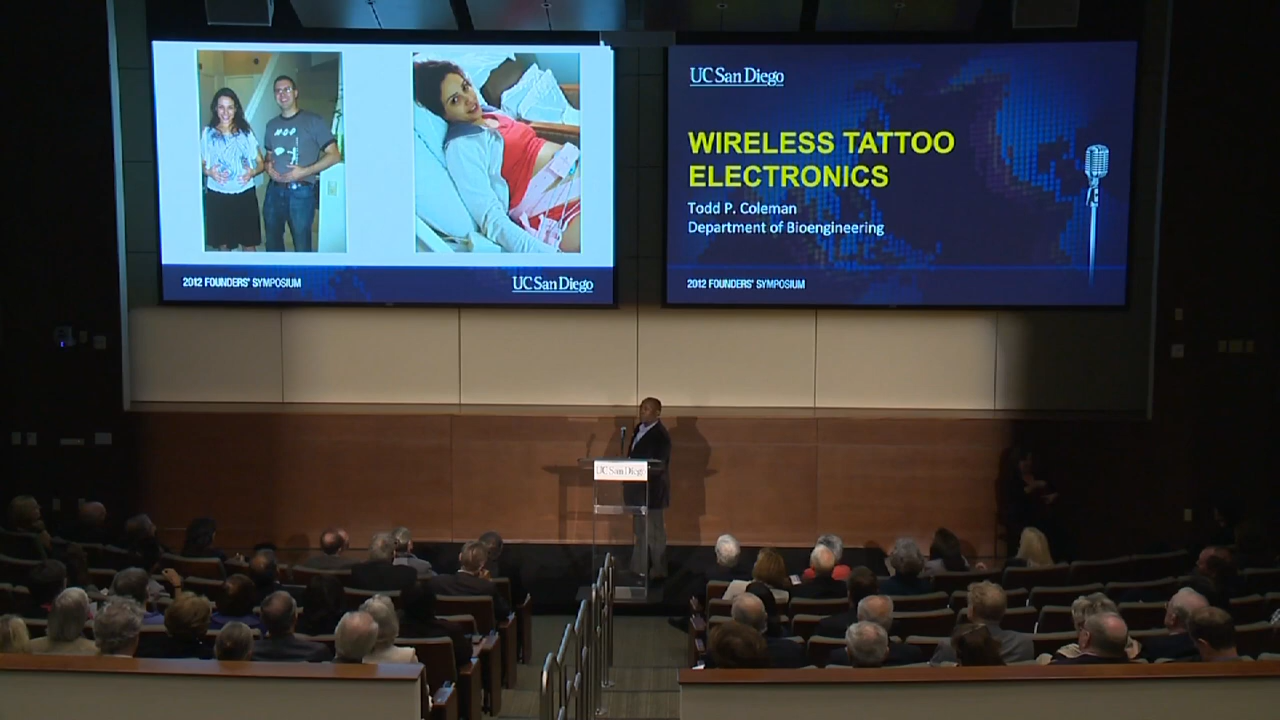 2012 FOUNDERS' SYMPOSIUM
UC San Diego
UC San Diego
WIRELESS TATTOO
ELECTRONICS
Todd P. Coleman
Department of Bioengineering
2012 FOUNDERS' SYMPOSIUM
UC San Diego